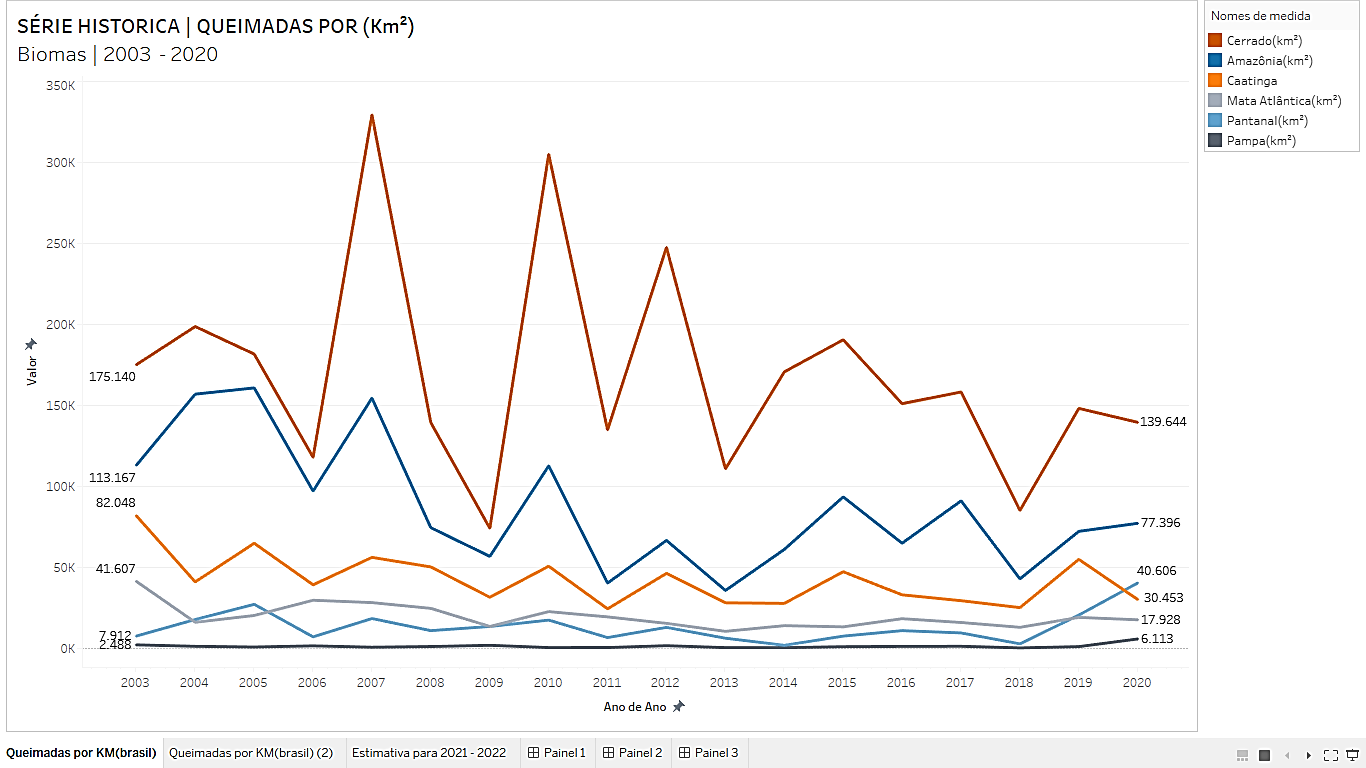 SÉRIE HISTORICA | QUEIMADAS POR (Km²)
Biomas | 2003 - 2020
Nomes de medida
Cerrado(km²)
Amazônia(km²)
Caatinga
Mata Atlântica(km²)
Pantanal(km²)
Pampa(km²)
350K
300K
250K
200K
150K
100K
50K
0K
Valor
175.140
113.167
82.048
41.607
7.912
2.488
139.644
77.396
40.606
30.453
17.928
6.113
2003 2004 2005 2006 2007 2008 2009 2010 2011 2012 2013 2014 2015 2016 2017 2018 2019 2020
Ano de Ano
Queimadas por KM(brasil) Queimadas por KM(brasil) (2) Estimativa para 2021 - 2022 Painel 1 Painel 2 Painel 3